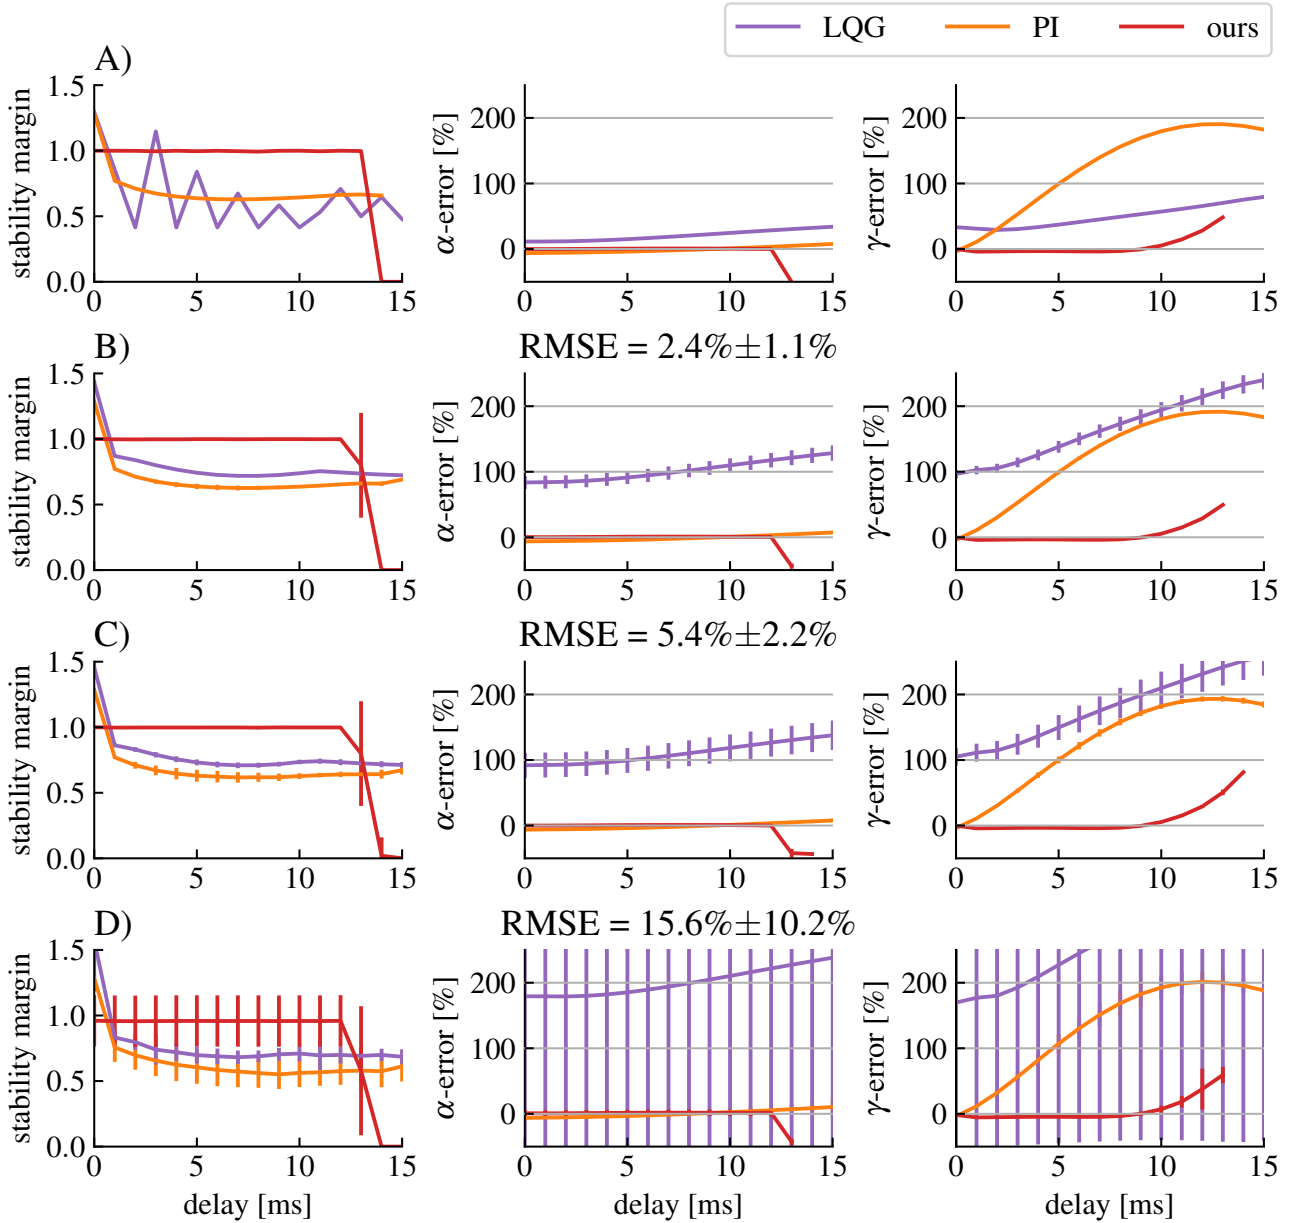 LQG PI ours
A)
stability margin
1.5
1.0
0.5
0.0
0 5 10 15
α-error [%]
200
100
0
0 5 10 15
γ-error [%]
200
100
0
0 5 10 15
B)
RMSE = 2.4%±1.1%
stability margin
1.5
1.0
0.5
0.0
0 5 10 15
α-error [%]
200
100
0
0 5 10 15
γ-error [%]
200
100
0
0 5 10 15
C)
RMSE = 5.4%±2.2%
stability margin
1.5
1.0
0.5
0.0
0 5 10 15
α-error [%]
200
100
0
0 5 10 15
γ-error [%]
200
100
0
0 5 10 15
D)
RMSE = 15.6%±10.2%
stability margin
1.5
1.0
0.5
0.0
0 5 10 15
delay [ms]
α-error [%]
200
100
0
0 5 10 15
delay [ms]
γ-error [%]
200
100
0
0 5 10 15
delay [ms]